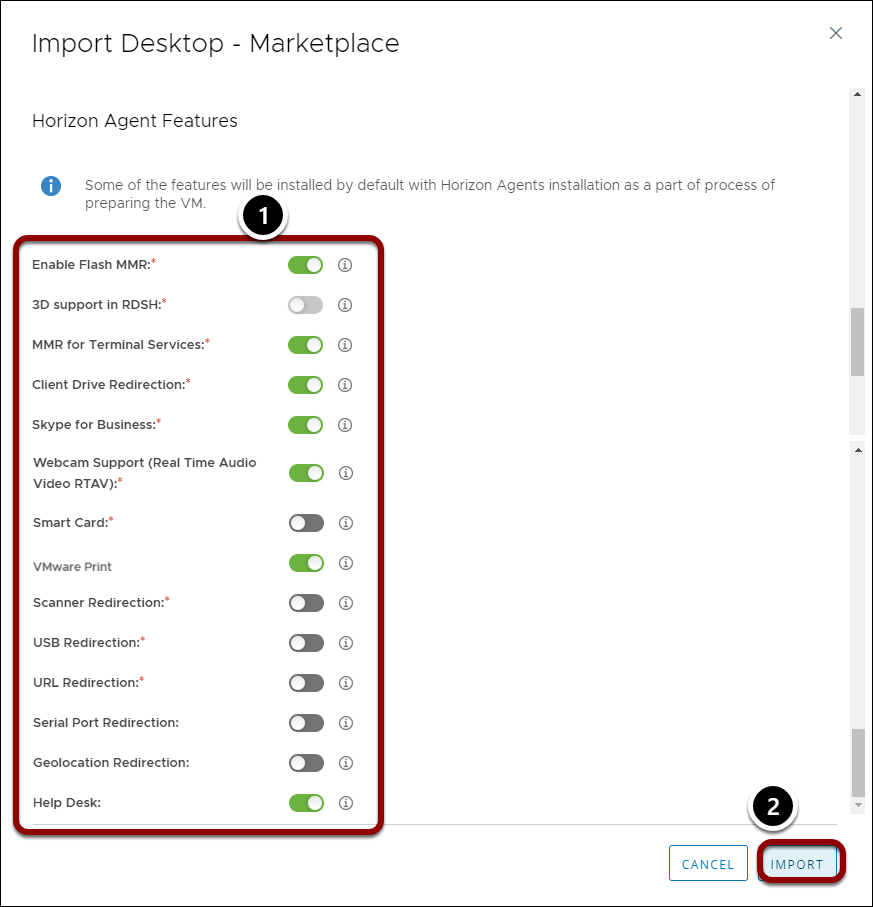 Import Desktop - Marketplace
Horizon Agent Features
Some of the features will be installed by default with Horizon Agents installation as a part of process of
preparing the VM.
1
Enable Flash MMR:*
3D support in RDSH:*
MMR for Terminal Services:*
Client Drive Redirection:*
Skype for Business:*
Webcam Support (Real Time Audio
Video RTAV):*
Smart Card:*
VMware Print
Scanner Redirection:*
USB Redirection:*
URL Redirection:*
Serial Port Redirection:
Geolocation Redirection:
Help Desk:
2
CANCEL
IMPORT